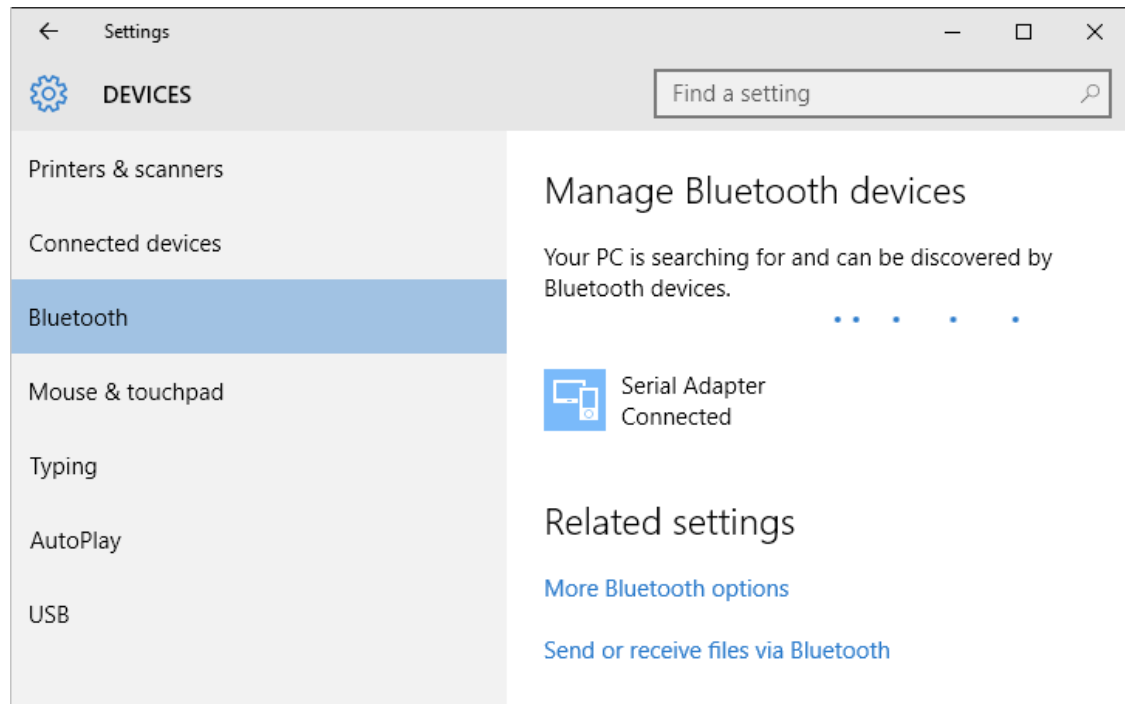 Settings
DEVICES
Find a setting
Printers & scanners
Connected devices
Bluetooth
Mouse & touchpad
Typing
AutoPlay
USB
Manage Bluetooth devices
Your PC is searching for and can be discovered by
Bluetooth devices.
Serial Adapter
Connected
Related settings
More Bluetooth options
Send or receive files via Bluetooth